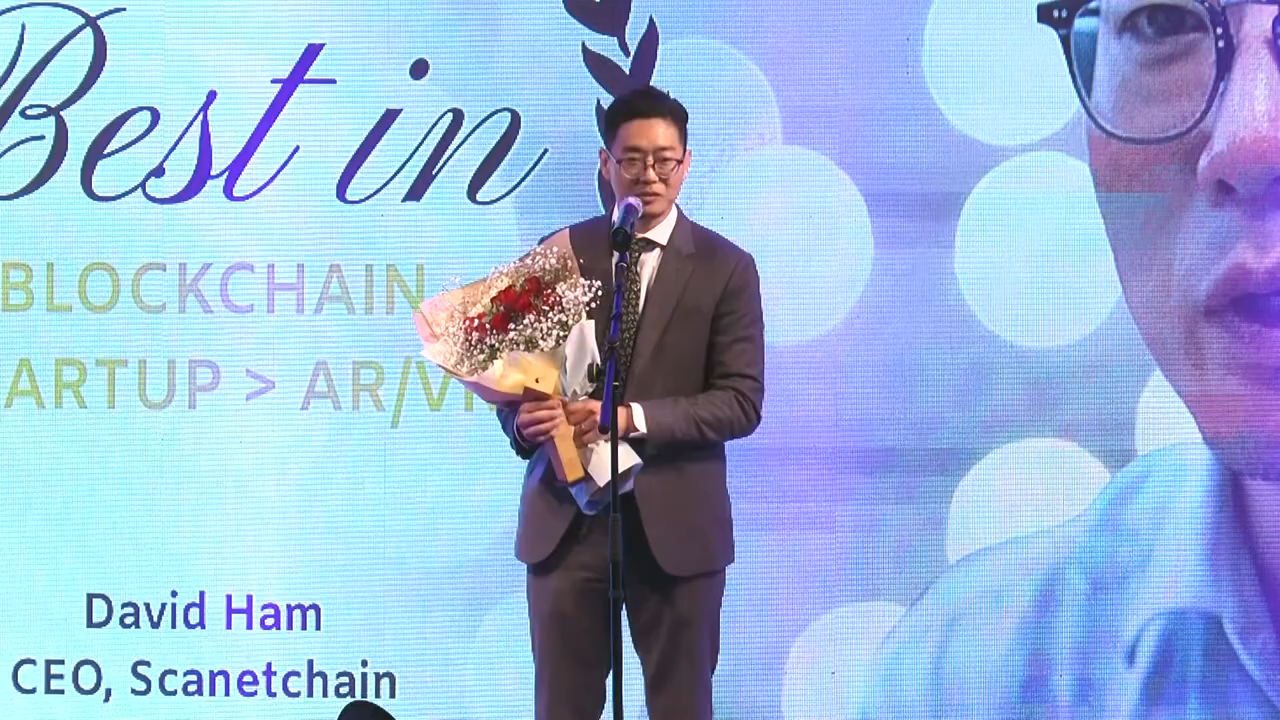 Best in
BLOCKCHAIN
ARTUP > AR/V
David Ham
CEO, Scanetchain